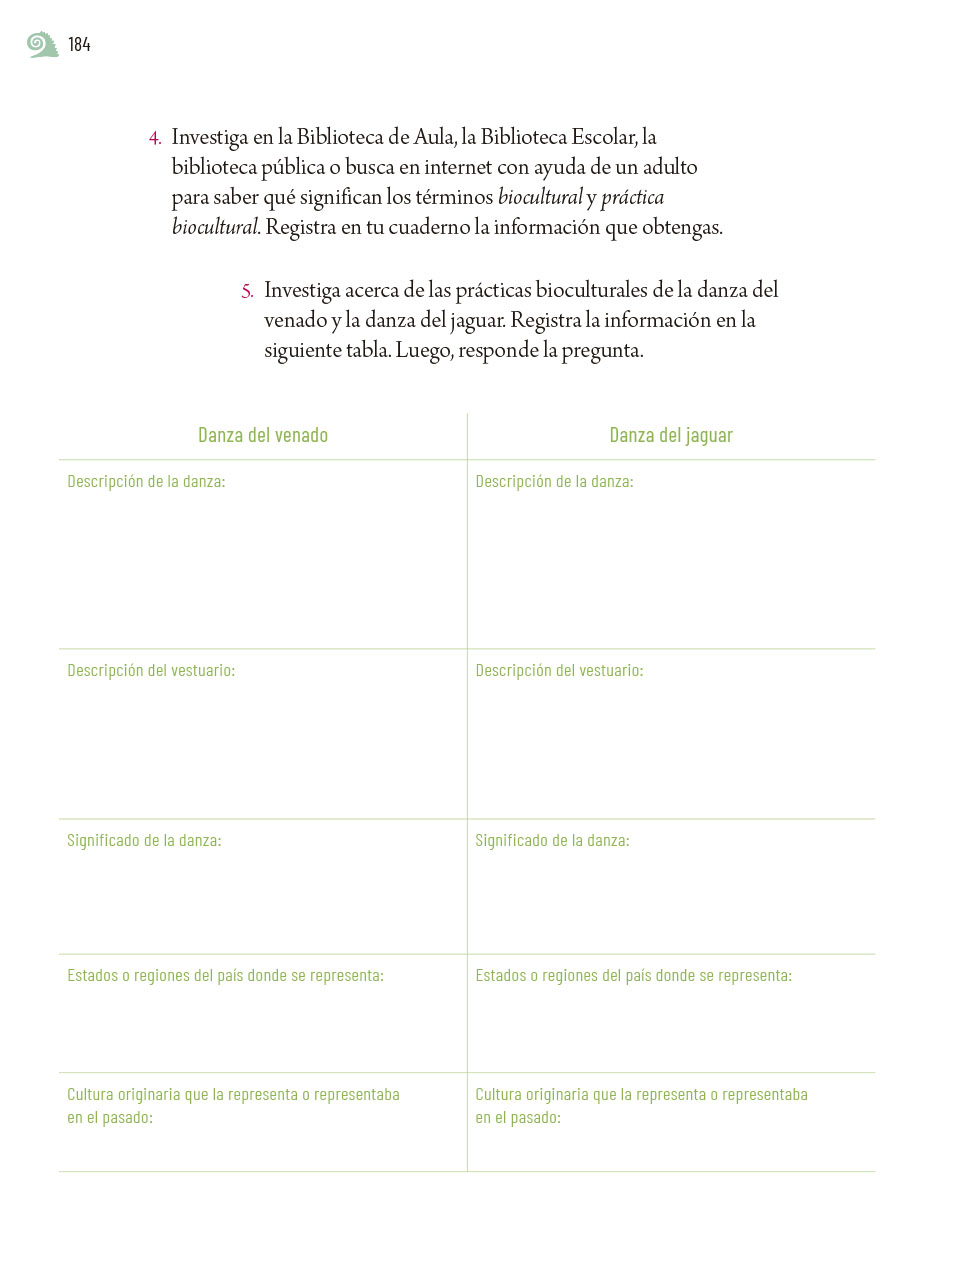 184
4. Investiga en la Biblioteca de Aula, la Biblioteca Escolar, la
biblioteca pública o busca en internet con ayuda de un adulto
para saber qué significan los términos biocultural y práctica
biocultural. Registra en tu cuaderno la información que obtengas.
5. Investiga acerca de las prácticas bioculturales de la danza del
venado y la danza del jaguar. Registra la información en la
siguiente tabla. Luego, responde la pregunta.
Danza del venado
Danza del jaguar
Descripción de la danza:
Descripción de la danza:
Descripción del vestuario:
Descripción del vestuario:
Significado de la danza:
Significado de la danza:
Estados o regiones del país donde se representa:
Estados o regiones del país donde se representa:
Cultura originaria que la representa o representaba
en el pasado:
Cultura originaria que la representa o representaba
en el pasado: